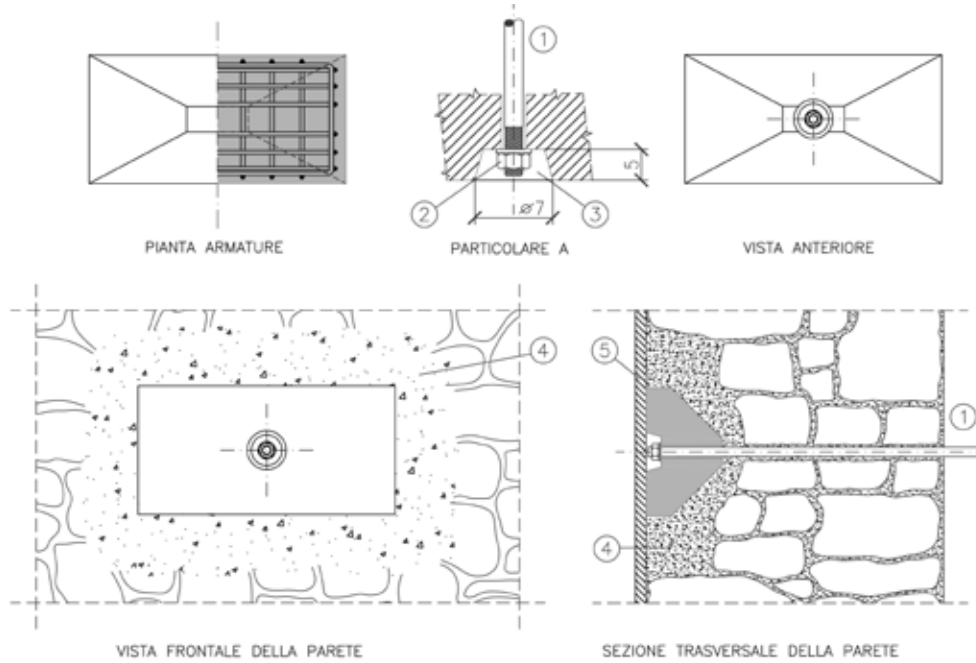 1
5
2
⌀7
3
PIANTA ARMATURE
PARTICOLARE A
VISTA ANTERIORE
4
5
1
4
VISTA FRONTALE DELLA PARETE
SEZIONE TRASVERSALE DELLA PARETE